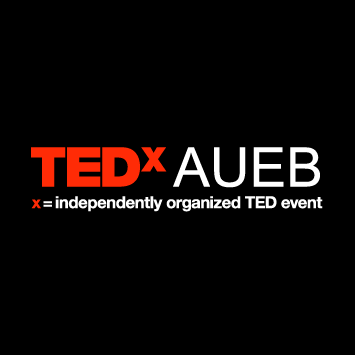 TEDx AUEB
x = independently organized TED event